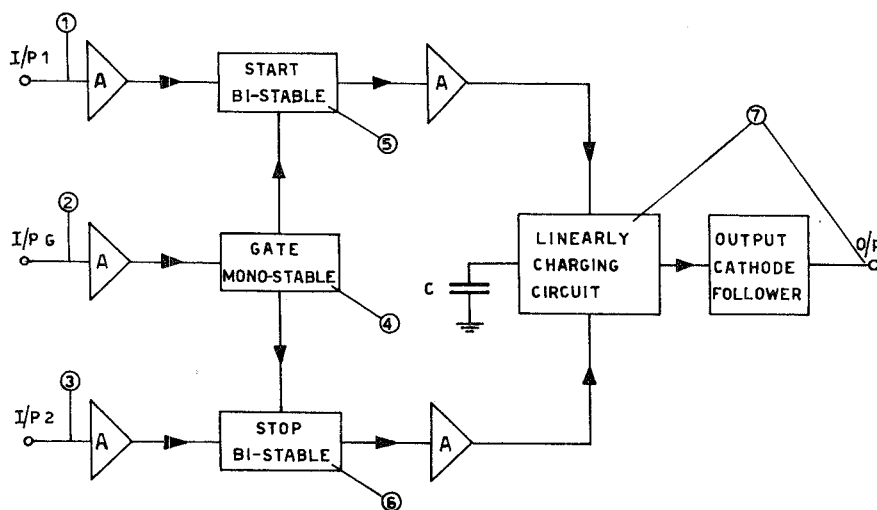 ①
I/P 1
A
START
BI-STABLE
A
⑤
⑦
②
I/P G
A
GATE
MONO-STABLE
④
C
LINEARLY
CHARGING
CIRCUIT
OUTPUT
CATHODE
FOLLOWER
O/P
③
I/P 2
A
STOP
BI-STABLE
A
⑥